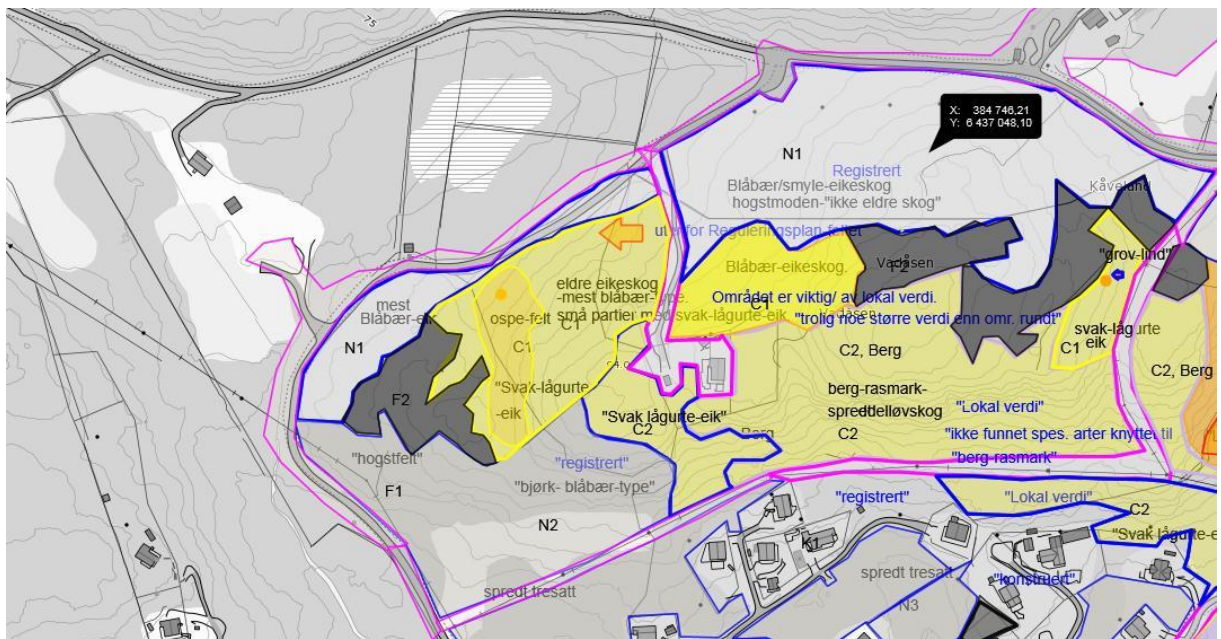 75
X: 384 746,21
Y: 6 437 048,10
N1
Registrert
Blåbær/smyle-eikeskog
hogstmoden-"ikke eldre skog"
Kåvelund
utenfor Reguleringsplan-feltet
"grov-lind"
Blåbær-eikeskog.
Vadåsen
F2
eldre eikeskog
-mest blåbær-type.
små partier med svak-lågurte-eik
C1
Området er viktig/ av lokal verdi.
C1
"trolig noe større verdi enn omr. rundt"
mest
Blåbær-eik
ospe-felt
N1
C1
svak-lågurte
eik
C1
C2, Berg
C2, Berg
"Svak-lågurte
-eik
F2
berg-rasmark-
spredt
edelløvskog
"Svak lågurte-eik"
C2
"Lokal verdi"
Berg
C2
"ikke funnet spes. arter knyttet til
"berg-rasmark"
"hogstfelt"
"registrert"
F1
"bjørk- blåbær-type"
"registrert"
"Lokal verdi"
C2
N2
"Svak lågurte-e
spredt tresatt
spredt tresatt
"konstruert"
N3